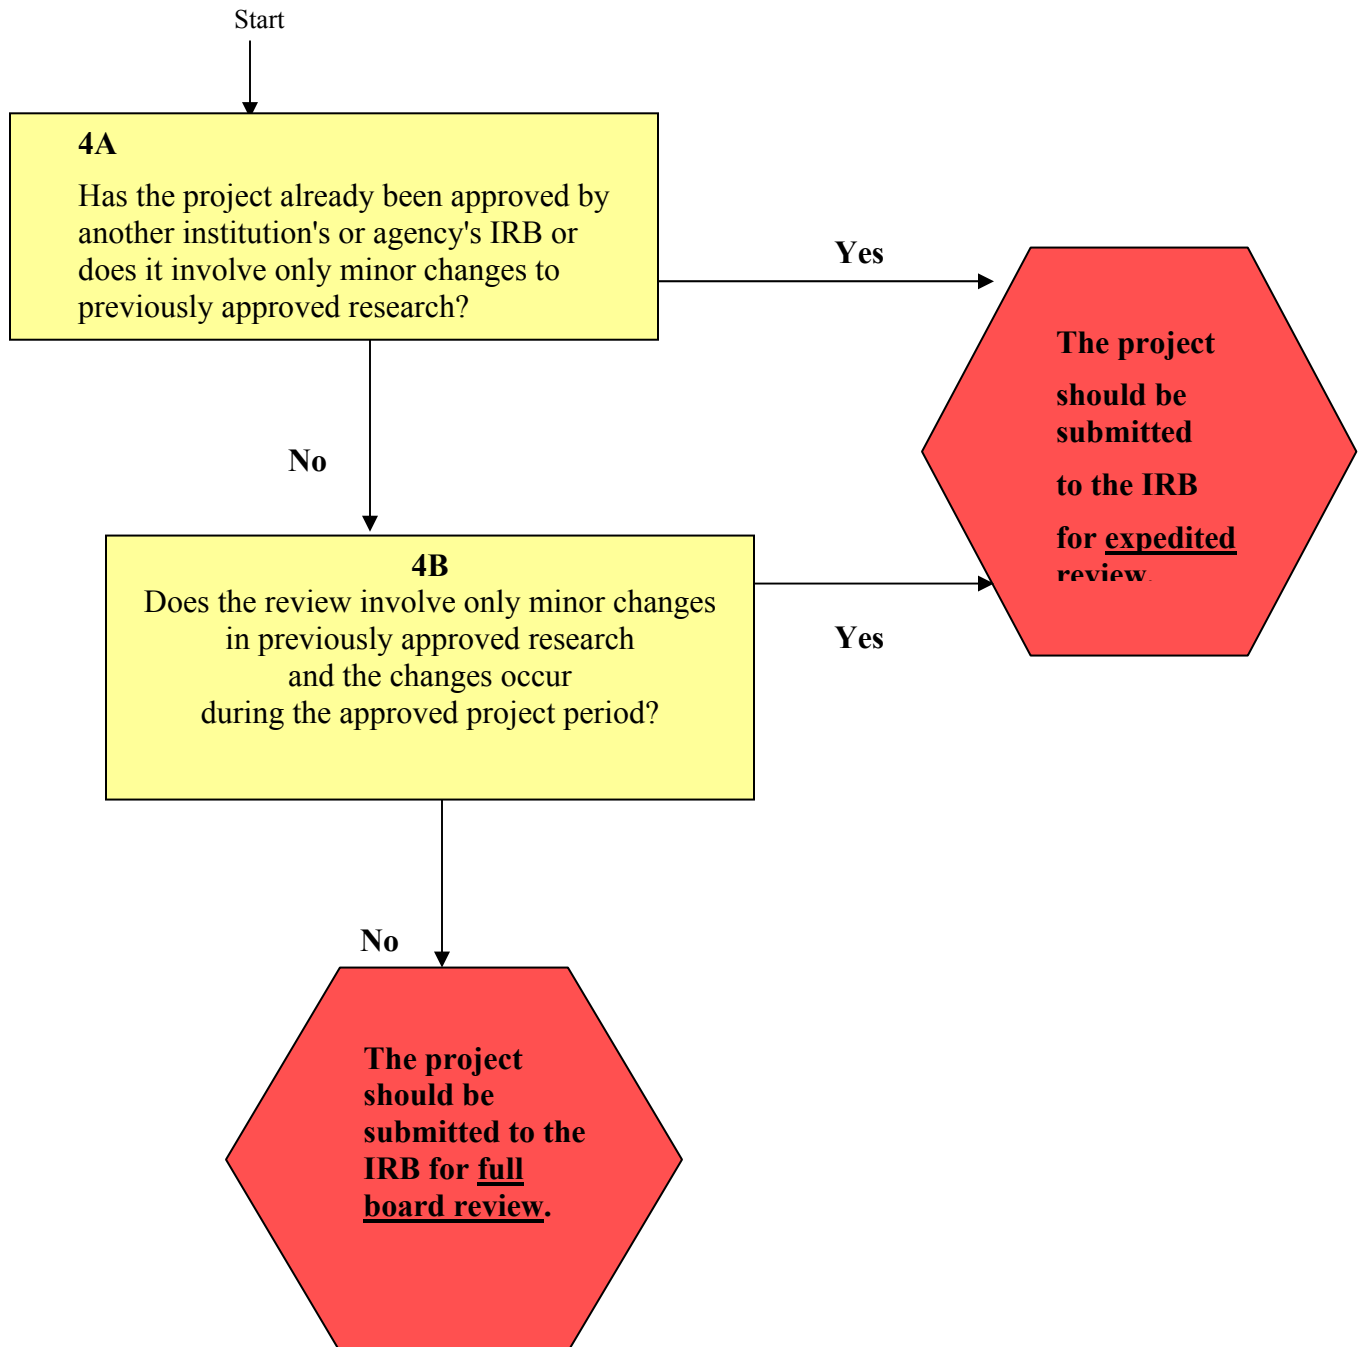 Start
4A
Has the project already been approved by
another institution's or agency's IRB or
does it involve only minor changes to
previously approved research?
Yes
The project
should be
submitted
to the IRB
for expedited
review.
No
4B
Does the review involve only minor changes
in previously approved research
and the changes occur
during the approved project period?
Yes
No
The project
should be
submitted to the
IRB for full
board review.